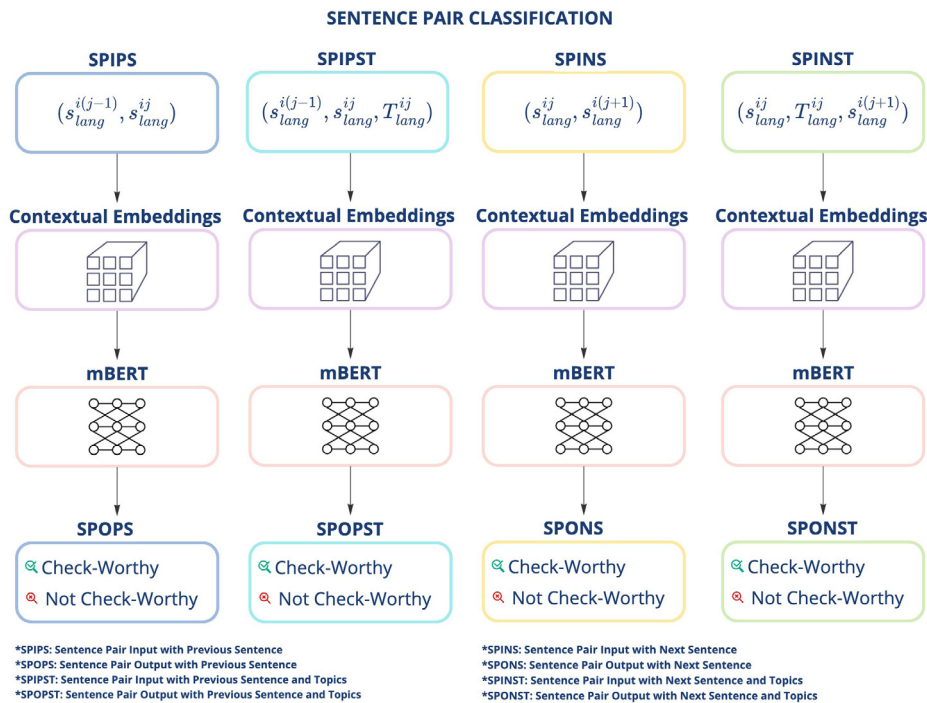 SENTENCE PAIR CLASSIFICATION
SPIPS SPIPST SPINS SPINST
(s_{lang}^{i(j-1)}, s_{lang}^{ij}) (s_{lang}^{i(j-1)}, s_{lang}^{ij}, T_{lang}^{ij}) (s_{lang}^{ij}, s_{lang}^{i(j+1)}) (s_{lang}^{ij}, T_{lang}^{ij}, s_{lang}^{i(j+1)})
Contextual Embeddings Contextual Embeddings Contextual Embeddings Contextual Embeddings
mBERT mBERT mBERT mBERT
SPOPS SPOPST SPONS SPONST
Check-Worthy Check-Worthy Check-Worthy Check-Worthy
Not Check-Worthy Not Check-Worthy Not Check-Worthy Not Check-Worthy
*SPIPS: Sentence Pair Input with Previous Sentence
*SPOPS: Sentence Pair Output with Previous Sentence
*SPIPST: Sentence Pair Input with Previous Sentence and Topics
*SPOPST: Sentence Pair Output with Previous Sentence and Topics
*SPINS: Sentence Pair Input with Next Sentence
*SPONS: Sentence Pair Output with Next Sentence
*SPINST: Sentence Pair Input with Next Sentence and Topics
*SPONST: Sentence Pair Output with Next Sentence and Topics